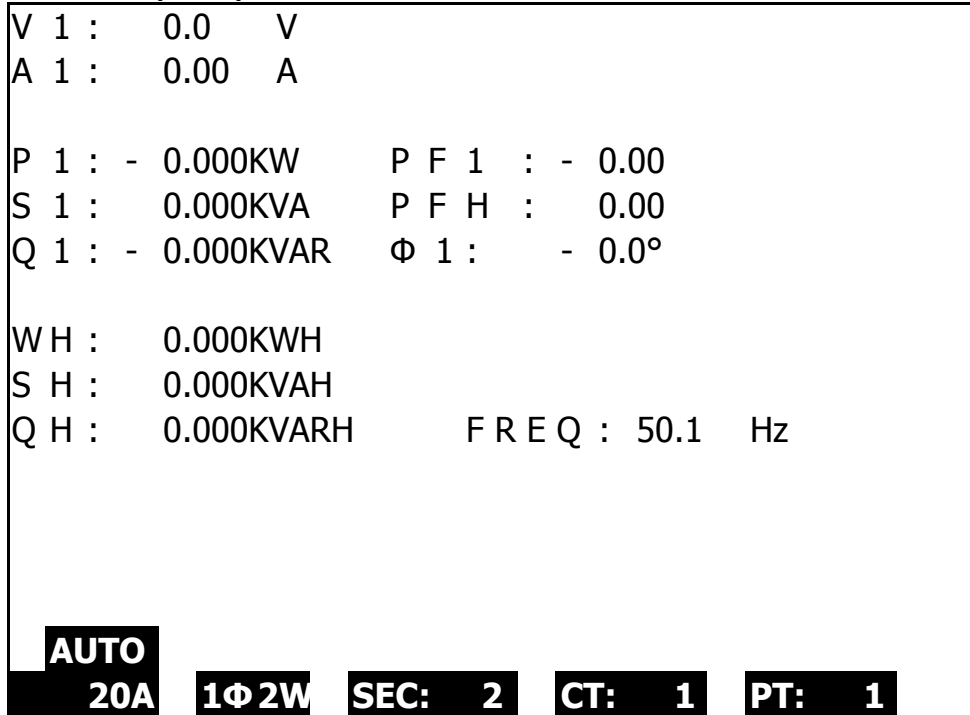 V 1 : 0.0 V
A 1 : 0.00 A
P 1 : - 0.000KW P F 1 : - 0.00
S 1 : 0.000KVA P F H : 0.00
Q 1 : - 0.000KVAR Φ 1 : - 0.0°
W H : 0.000KWH
S H : 0.000KVAH
Q H : 0.000KVARH F R E Q : 50.1 Hz
AUTO
20A 1Φ2W SEC: 2 CT: 1 PT: 1